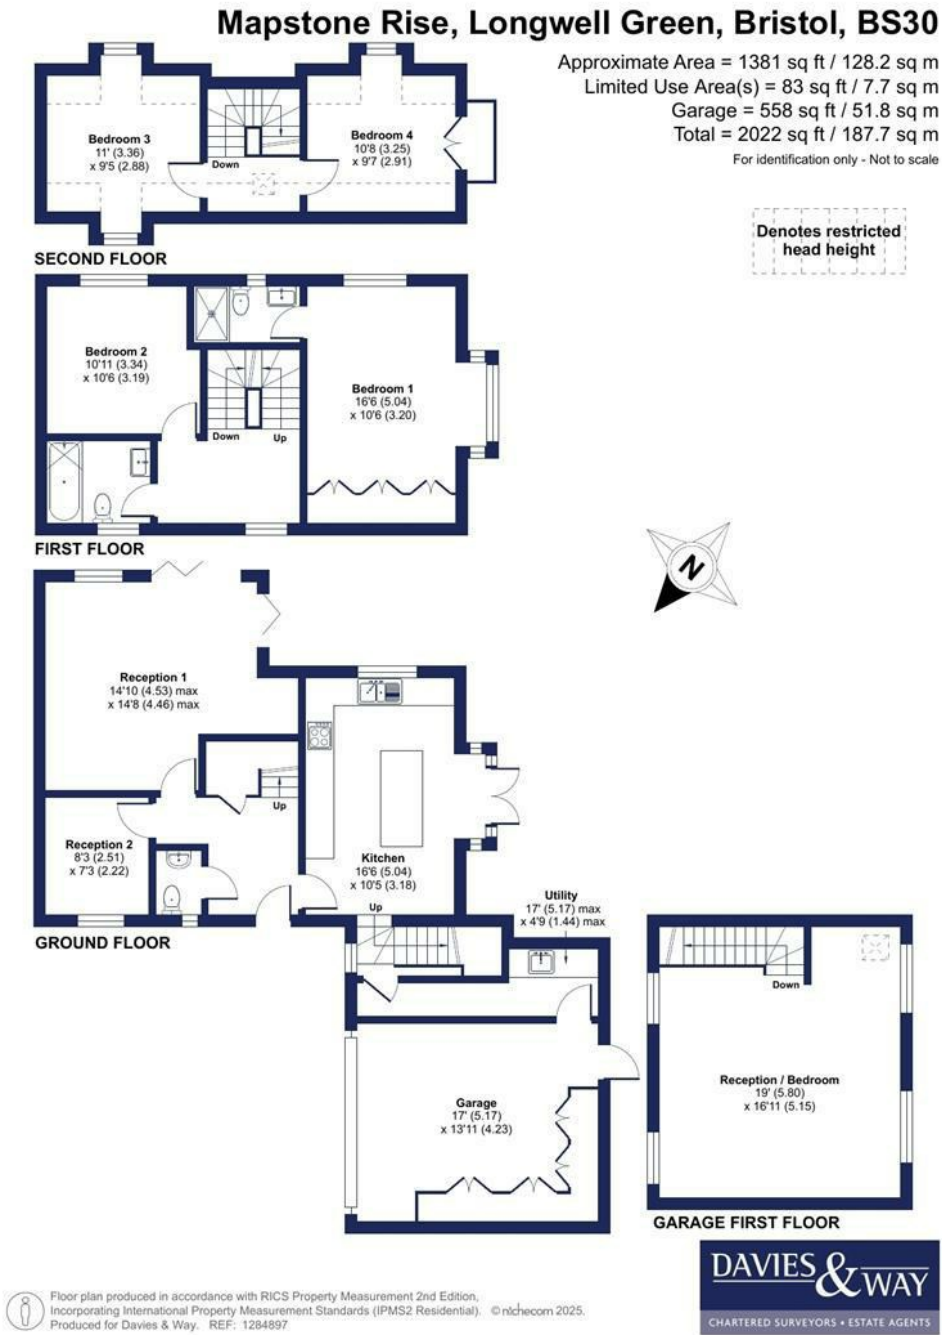 Mapstone Rise, Longwell Green, Bristol, BS30
Approximate Area = 1381 sq ft / 128.2 sq m
Limited Use Area(s) = 83 sq ft / 7.7 sq m
Garage = 558 sq ft / 51.8 sq m
Total = 2022 sq ft / 187.7 sq m
For identification only - Not to scale
Denotes restricted
head height
Bedroom 3
11' (3.36)
x 9'5 (2.88)
Down
Bedroom 4
10'8 (3.25)
x 9'7 (2.91)
SECOND FLOOR
Bedroom 2
10'11 (3.34)
x 10'6 (3.19)
Down
Up
Bedroom 1
16'6 (5.04)
x 10'6 (3.20)
FIRST FLOOR
N
Reception 1
14'10 (4.53) max
x 14'8 (4.46) max
Up
Reception 2
8'3 (2.51)
x 7'3 (2.22)
Kitchen
16'6 (5.04)
x 10'5 (3.18)
Up
GROUND FLOOR
Utility
17' (5.17) max
x 4'9 (1.44) max
Garage
17' (5.17)
x 13'11 (4.23)
Down
Reception / Bedroom
19' (5.80)
x 16'11 (5.15)
GARAGE FIRST FLOOR
DAVIES & WAY
CHARTERED SURVEYORS • ESTATE AGENTS
Floor plan produced in accordance with RICS Property Measurement 2nd Edition,
Incorporating International Property Measurement Standards (IPMS2 Residential). © nichecom 2025.
Produced for Davies & Way. REF: 1284897